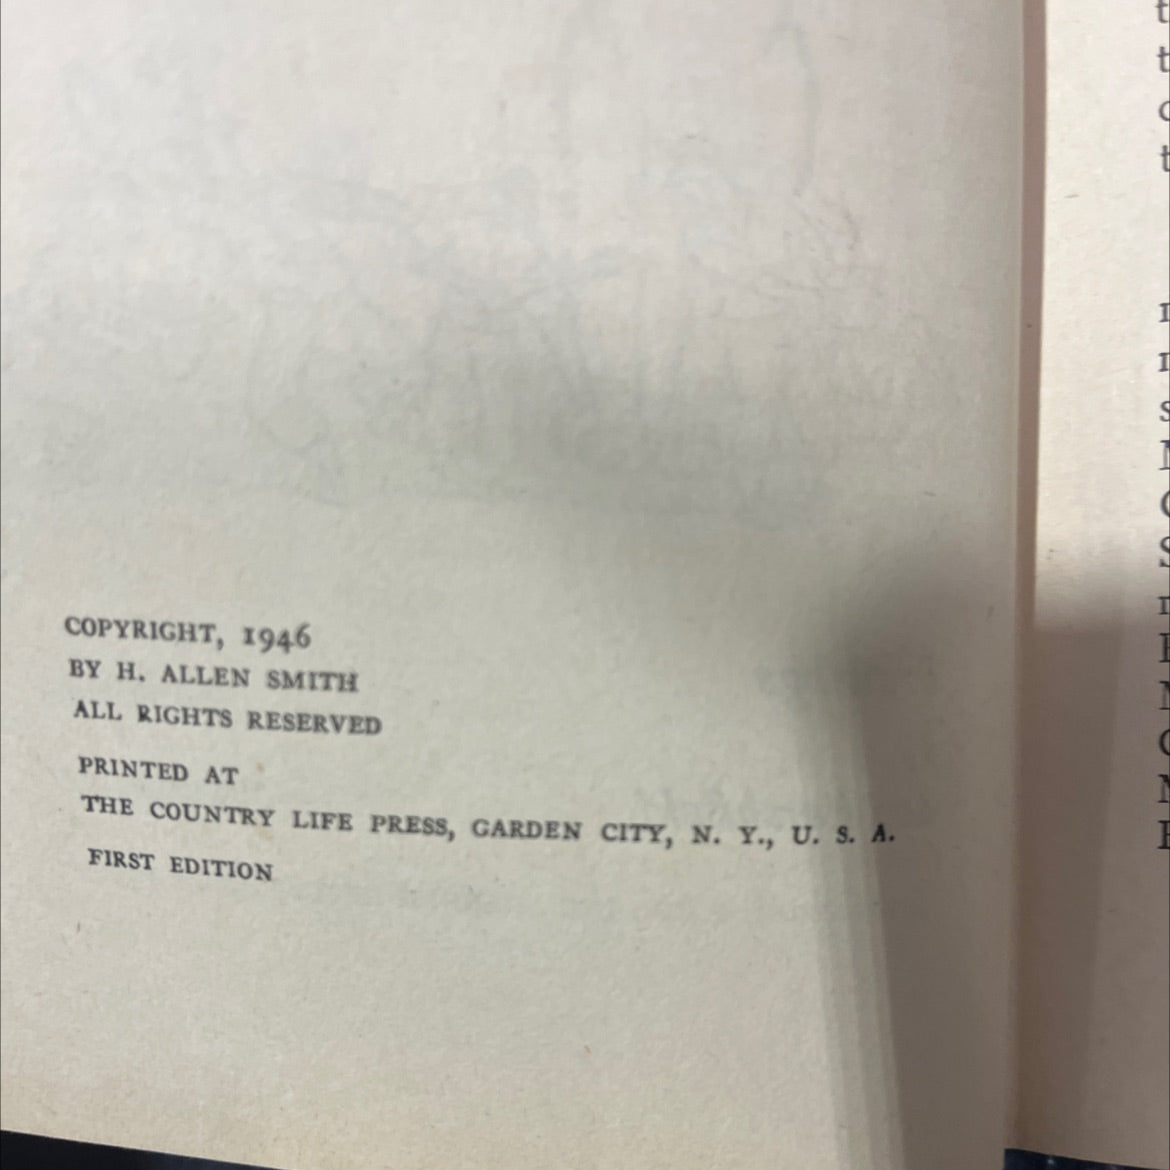 COPYRIGHT, 1946
BY H. ALLEN SMITH
ALL RIGHTS RESERVED
PRINTED AT
THE COUNTRY LIFE PRESS, GARDEN CITY, N. Y., U. S. A.
FIRST EDITION